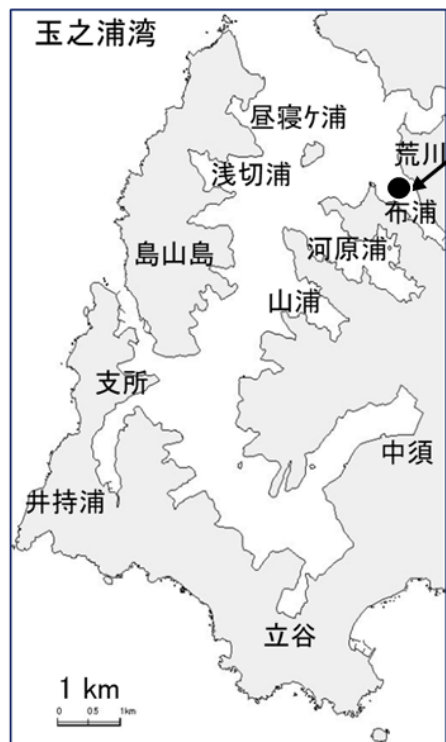 玉之浦湾
昼寝ケ浦
荒川
浅切浦
布浦
島山島
河原浦
山浦
支所
中須
井持浦
立谷
1 km
0 0.5 1km